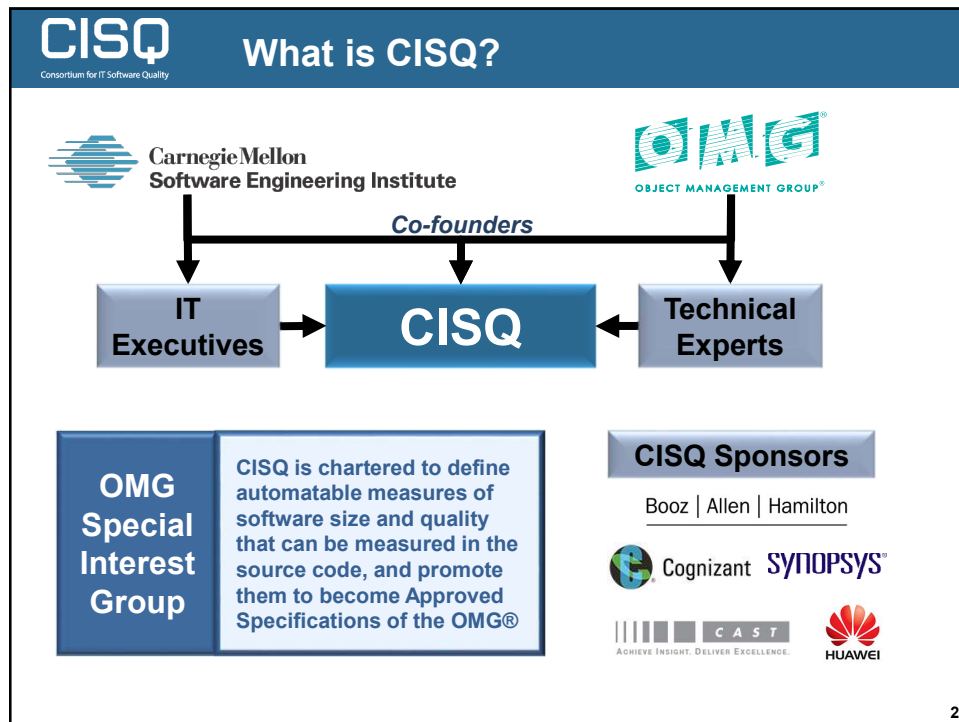 CISQ
Consortium for IT Software Quality
What is CISQ?
Carnegie Mellon
Software Engineering Institute
OMG®
OBJECT MANAGEMENT GROUP®
Co-founders
IT
Executives
CISQ
Technical
Experts
OMG
Special
Interest
Group
CISQ is chartered to define
automatable measures of
software size and quality
that can be measured in the
source code, and promote
them to become Approved
Specifications of the OMG®
CISQ Sponsors
Booz | Allen | Hamilton
Cognizant
SYNOPSYS®
CAST
ACHIEVE INSIGHT. DELIVER EXCELLENCE.
HUAWEI
2